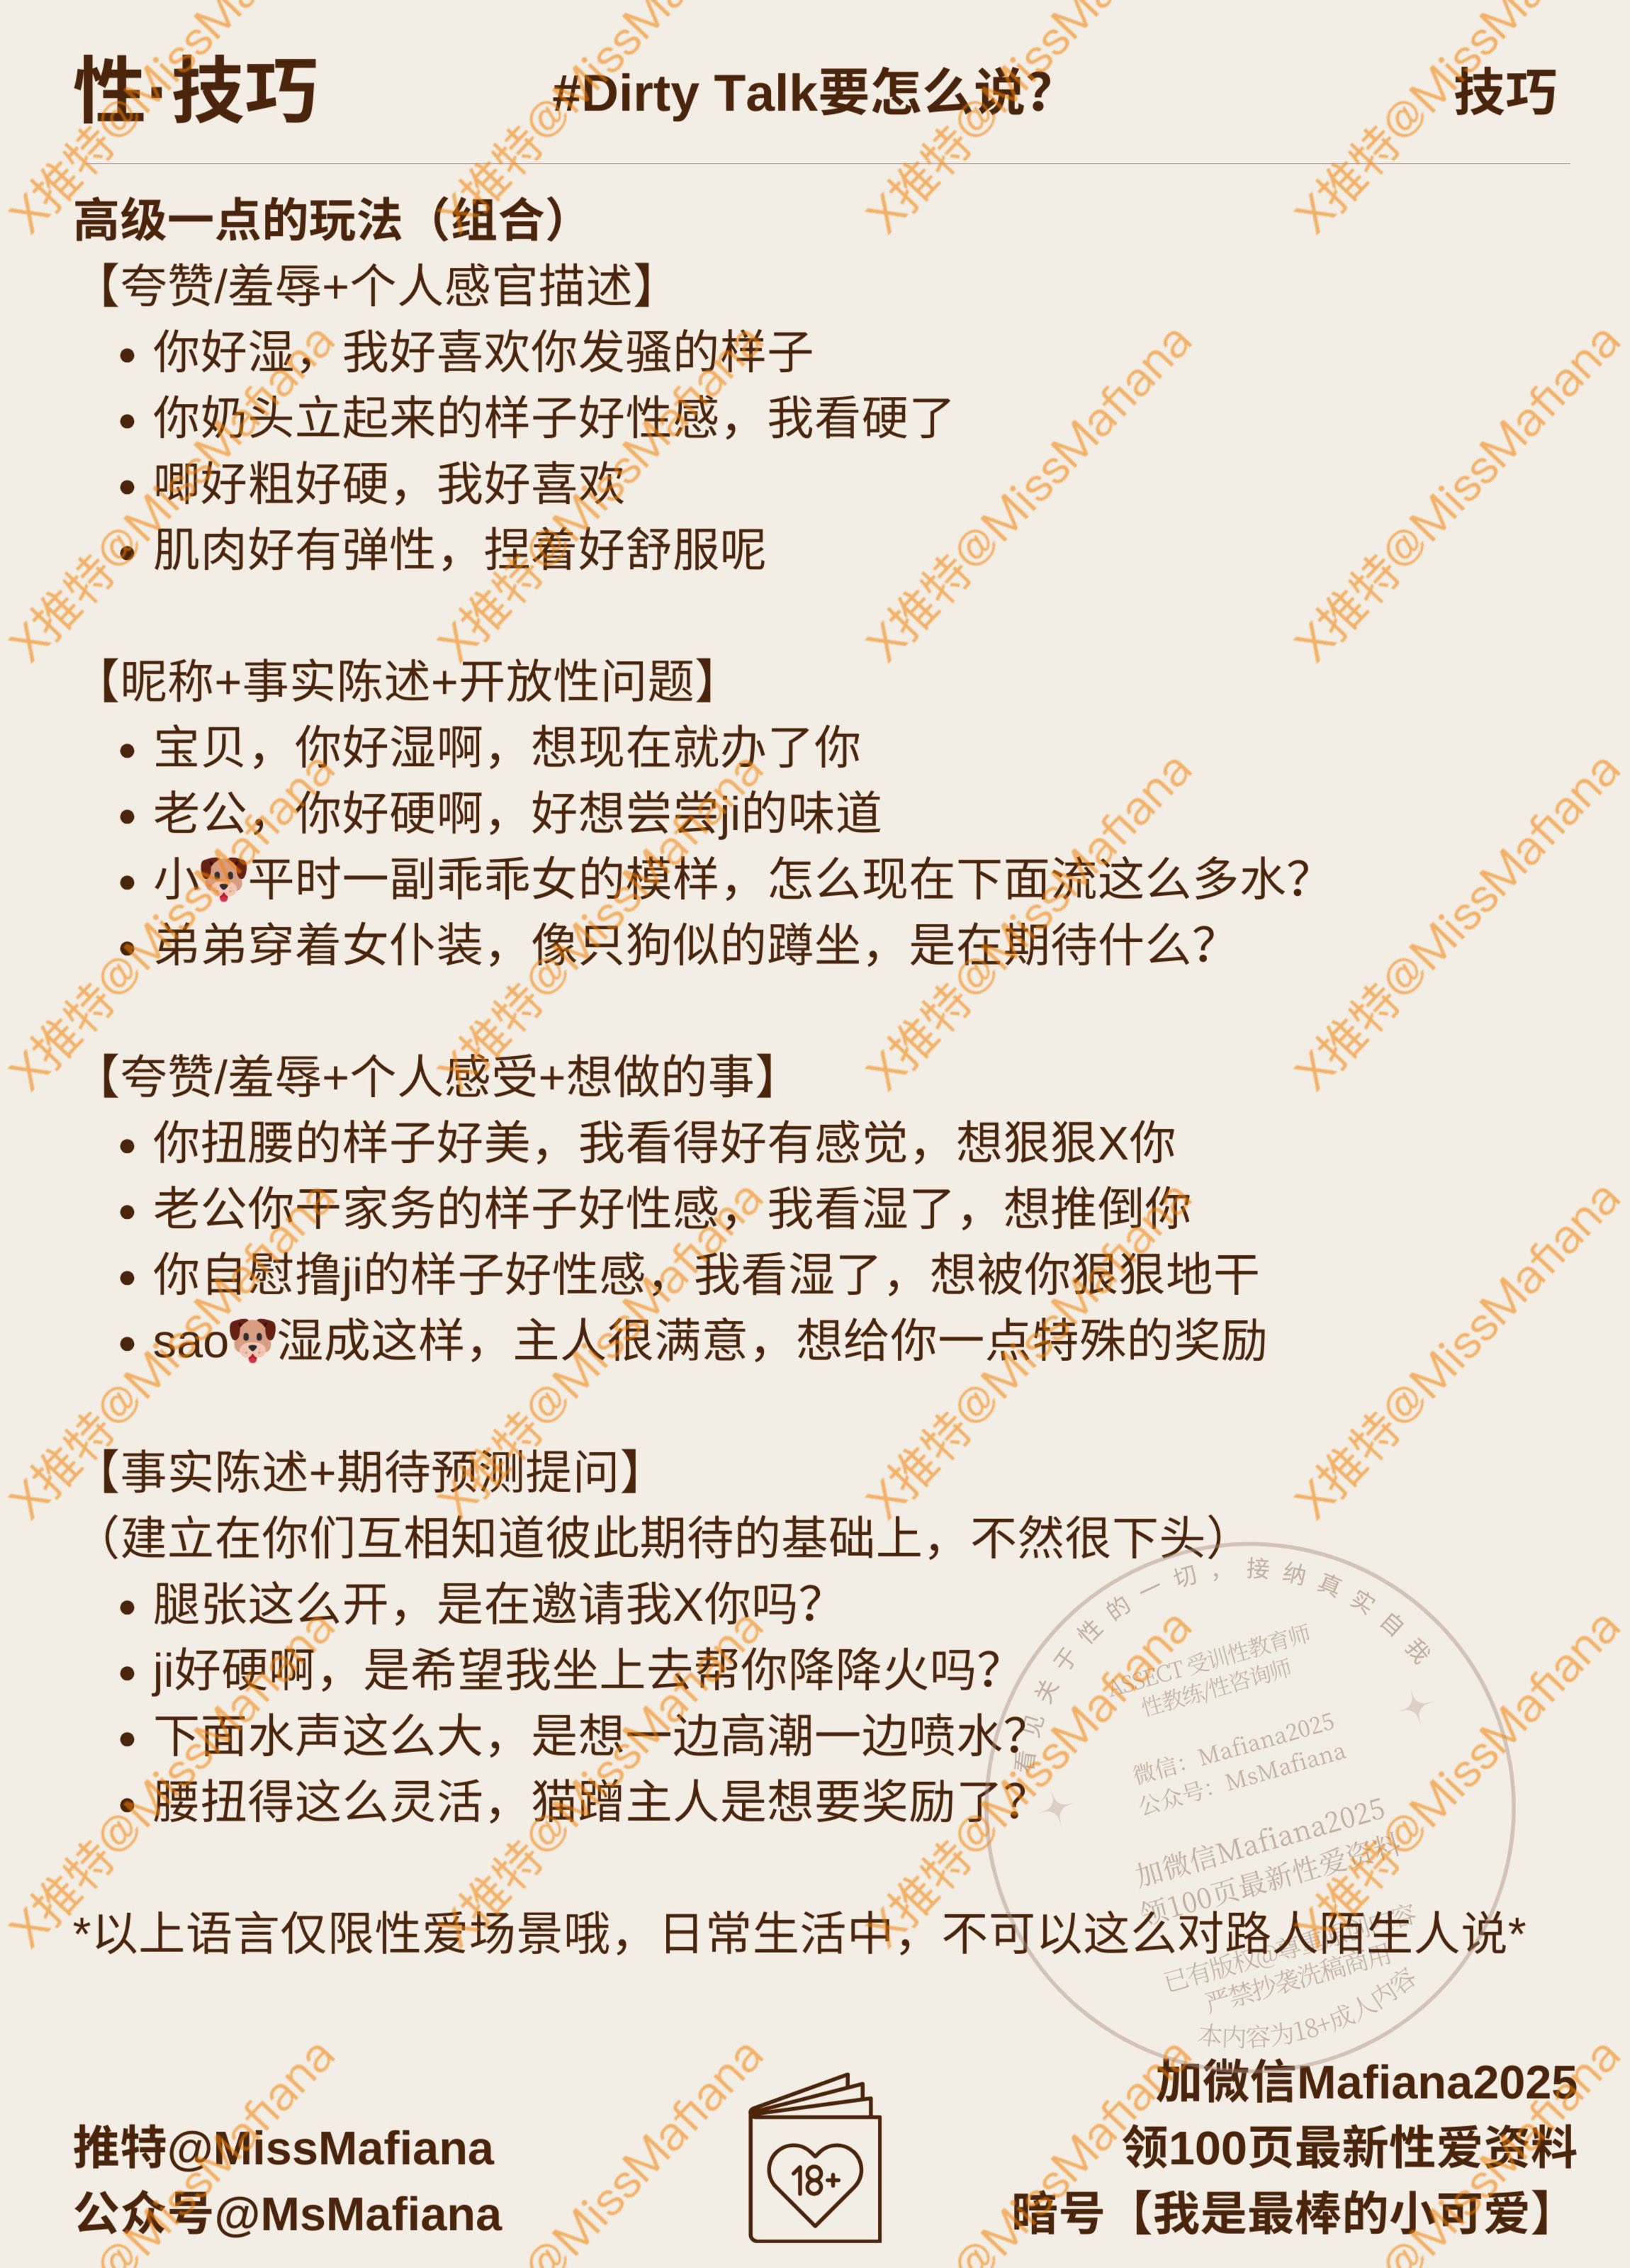 性·技巧
#Dirty Talk要怎么说？
技巧
高级一点的玩法（组合）
【夸赞/羞辱+个人感官描述】
• 你好湿，我好喜欢你发骚的样子
• 你奶头立起来的样子好性感，我看硬了
• 唧好粗好硬，我好喜欢
• 肌肉好有弹性，捏着好舒服呢
【昵称+事实陈述+开放性问题】
• 宝贝，你好湿啊，想现在就办了你
• 老公，你好硬啊，好想尝尝ji的味道
• 小🐶平时一副乖乖女的模样，怎么现在下面流这么多水？
• 弟弟穿着女仆装，像只狗似的蹲坐，是在期待什么？
【夸赞/羞辱+个人感受+想做的事】
• 你扭腰的样子好美，我看得好有感觉，想狠狠X你
• 老公你干家务的样子好性感，我看湿了，想推倒你
• 你自慰撸ji的样子好性感，我看湿了，想被你狠狠地干
• sao🐶湿成这样，主人很满意，想给你一点特殊的奖励
【事实陈述+期待预测提问】
（建立在你们互相知道彼此期待的基础上，不然很下头）
• 腿张这么开，是在邀请我X你吗？
• ji好硬啊，是希望我坐上去帮你降降火吗？
• 下面水声这么大，是想一边高潮一边喷水？
• 腰扭得这么灵活，猫蹭主人是想要奖励了？
*以上语言仅限性爱场景哦，日常生活中，不可以这么对路人陌生人说*
看见关于性的一切，接纳真实自我
ASSECT 受训性教育师
性教练/性咨询师
微信：Mafiana2025
公众号：MsMafiana
加微信Mafiana2025
领100页最新性爱资料
已有版权@尊重原创内容
严禁抄袭洗稿商用
本内容为18+成人内容
推特@MissMafiana
公众号@MsMafiana
18+
加微信Mafiana2025
领100页最新性爱资料
暗号【我是最棒的小可爱】
X推特@MissMafiana